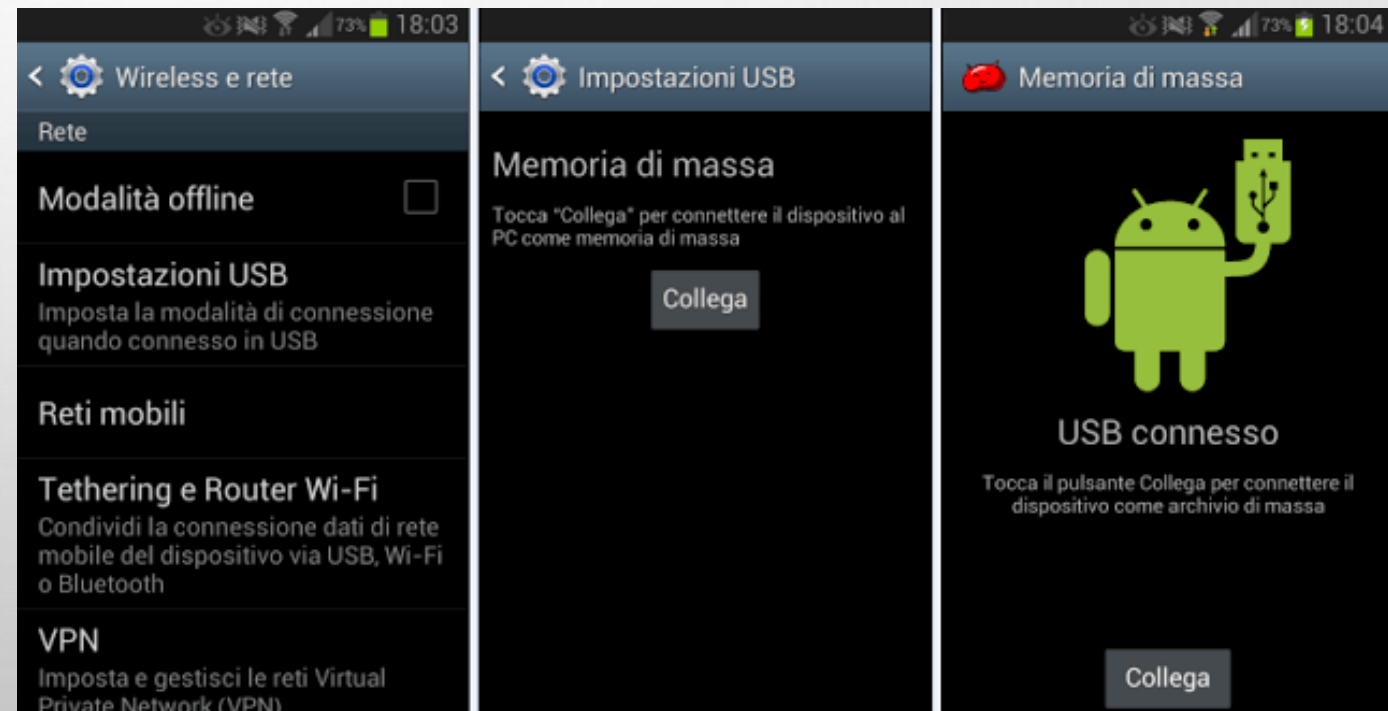 73% 18:03
Wireless e rete
Rete
Modalità offline
Impostazioni USB
Imposta la modalità di connessione
quando connesso in USB
Reti mobili
Tethering e Router Wi-Fi
Condividi la connessione dati di rete
mobile del dispositivo via USB, Wi-Fi
o Bluetooth
VPN
Imposta e gestisci le reti Virtual
Private Network (VPN)
Impostazioni USB
Memoria di massa
Tocca "Collega" per connettere il dispositivo al
PC come memoria di massa
Collega
73% 18:04
Memoria di massa
USB connesso
Tocca il pulsante Collega per connettere il
dispositivo come archivio di massa
Collega